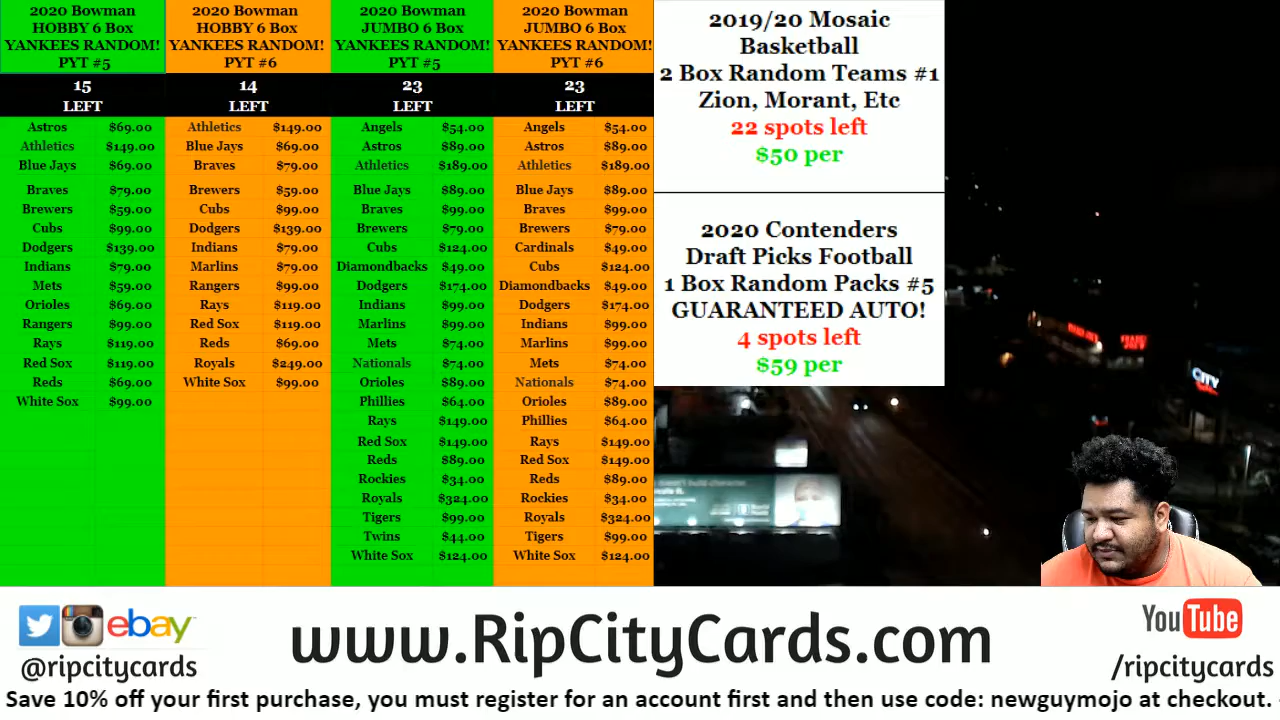 2020 Bowman
HOBBY 6 Box
YANKEES RANDOM!
PYT #5
15
LEFT
Astros $69.00
Athletics $149.00
Blue Jays $69.00
Braves $79.00
Brewers $59.00
Cubs $99.00
Dodgers $139.00
Indians $79.00
Mets $59.00
Orioles $69.00
Rangers $99.00
Rays $119.00
Red Sox $119.00
Reds $69.00
White Sox $99.00
2020 Bowman
HOBBY 6 Box
YANKEES RANDOM!
PYT #6
14
LEFT
Athletics $149.00
Blue Jays $69.00
Braves $79.00
Brewers $59.00
Cubs $99.00
Dodgers $139.00
Indians $79.00
Marlins $79.00
Rangers $99.00
Rays $119.00
Red Sox $119.00
Reds $69.00
Royals $249.00
White Sox $99.00
2020 Bowman
JUMBO 6 Box
YANKEES RANDOM!
PYT #5
23
LEFT
Angels $54.00
Astros $89.00
Athletics $189.00
Blue Jays $89.00
Braves $99.00
Brewers $79.00
Cubs $124.00
Diamondbacks $49.00
Dodgers $174.00
Indians $99.00
Marlins $99.00
Mets $74.00
Nationals $74.00
Orioles $89.00
Phillies $64.00
Rays $149.00
Red Sox $149.00
Reds $89.00
Rockies $34.00
Royals $324.00
Tigers $99.00
Twins $44.00
White Sox $124.00
2020 Bowman
JUMBO 6 Box
YANKEES RANDOM!
PYT #6
23
LEFT
Angels $54.00
Astros $89.00
Athletics $189.00
Blue Jays $89.00
Braves $99.00
Brewers $79.00
Cardinals $49.00
Cubs $124.00
Diamondbacks $49.00
Dodgers $174.00
Indians $99.00
Marlins $99.00
Mets $74.00
Nationals $74.00
Orioles $89.00
Phillies $64.00
Rays $149.00
Red Sox $149.00
Reds $89.00
Rockies $34.00
Royals $324.00
Tigers $99.00
White Sox $124.00
2019/20 Mosaic
Basketball
2 Box Random Teams #1
Zion, Morant, Etc
22 spots left
$50 per
2020 Contenders
Draft Picks Football
1 Box Random Packs #5
GUARANTEED AUTO!
4 spots left
$59 per
CITY
ebay
@ripcitycards
www.RipCityCards.com
YouTube
/ripcitycards
Save 10% off your first purchase, you must register for an account first and then use code: newguymojo at checkout.